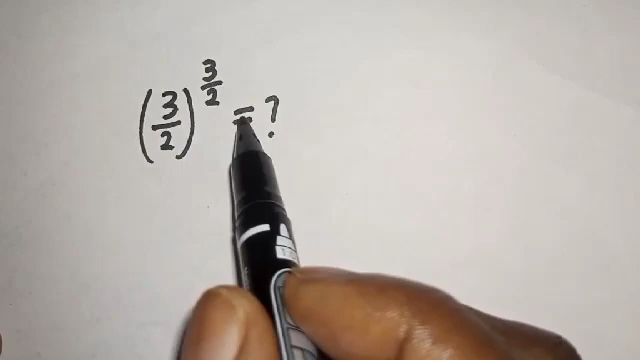 (3/2)^(3/2) = ?